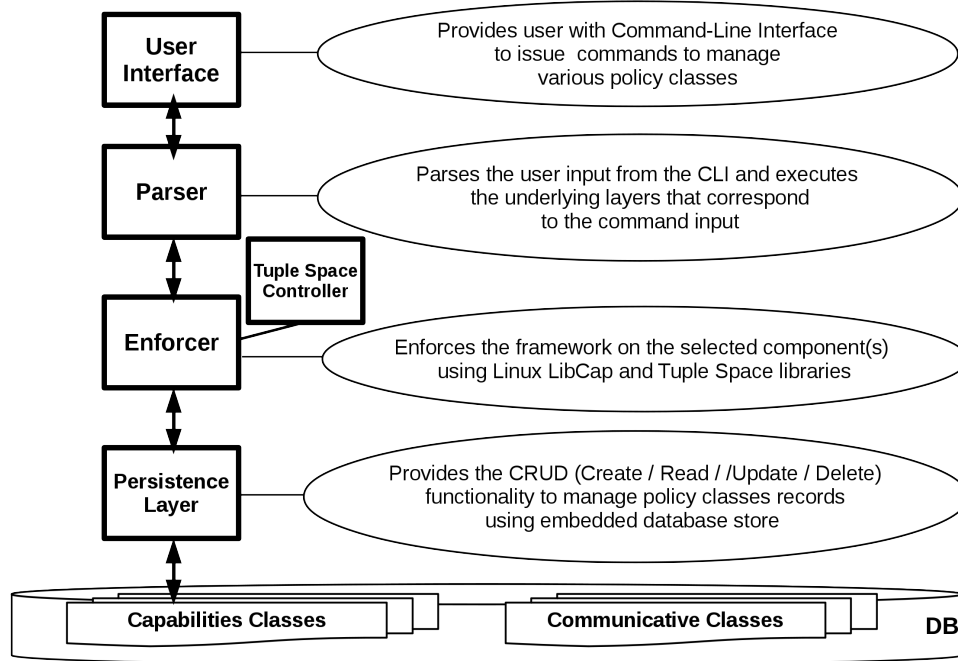 User
Interface
Provides user with Command-Line Interface
to issue commands to manage
various policy classes
Parser
Parses the user input from the CLI and executes
the underlying layers that correspond
to the command input
Tuple Space
Controller
Enforcer
Enforces the framework on the selected component(s)
using Linux LibCap and Tuple Space libraries
Persistence
Layer
Provides the CRUD (Create / Read / /Update / Delete)
functionality to manage policy classes records
using embedded database store
Capabilities Classes
Communicative Classes
DB